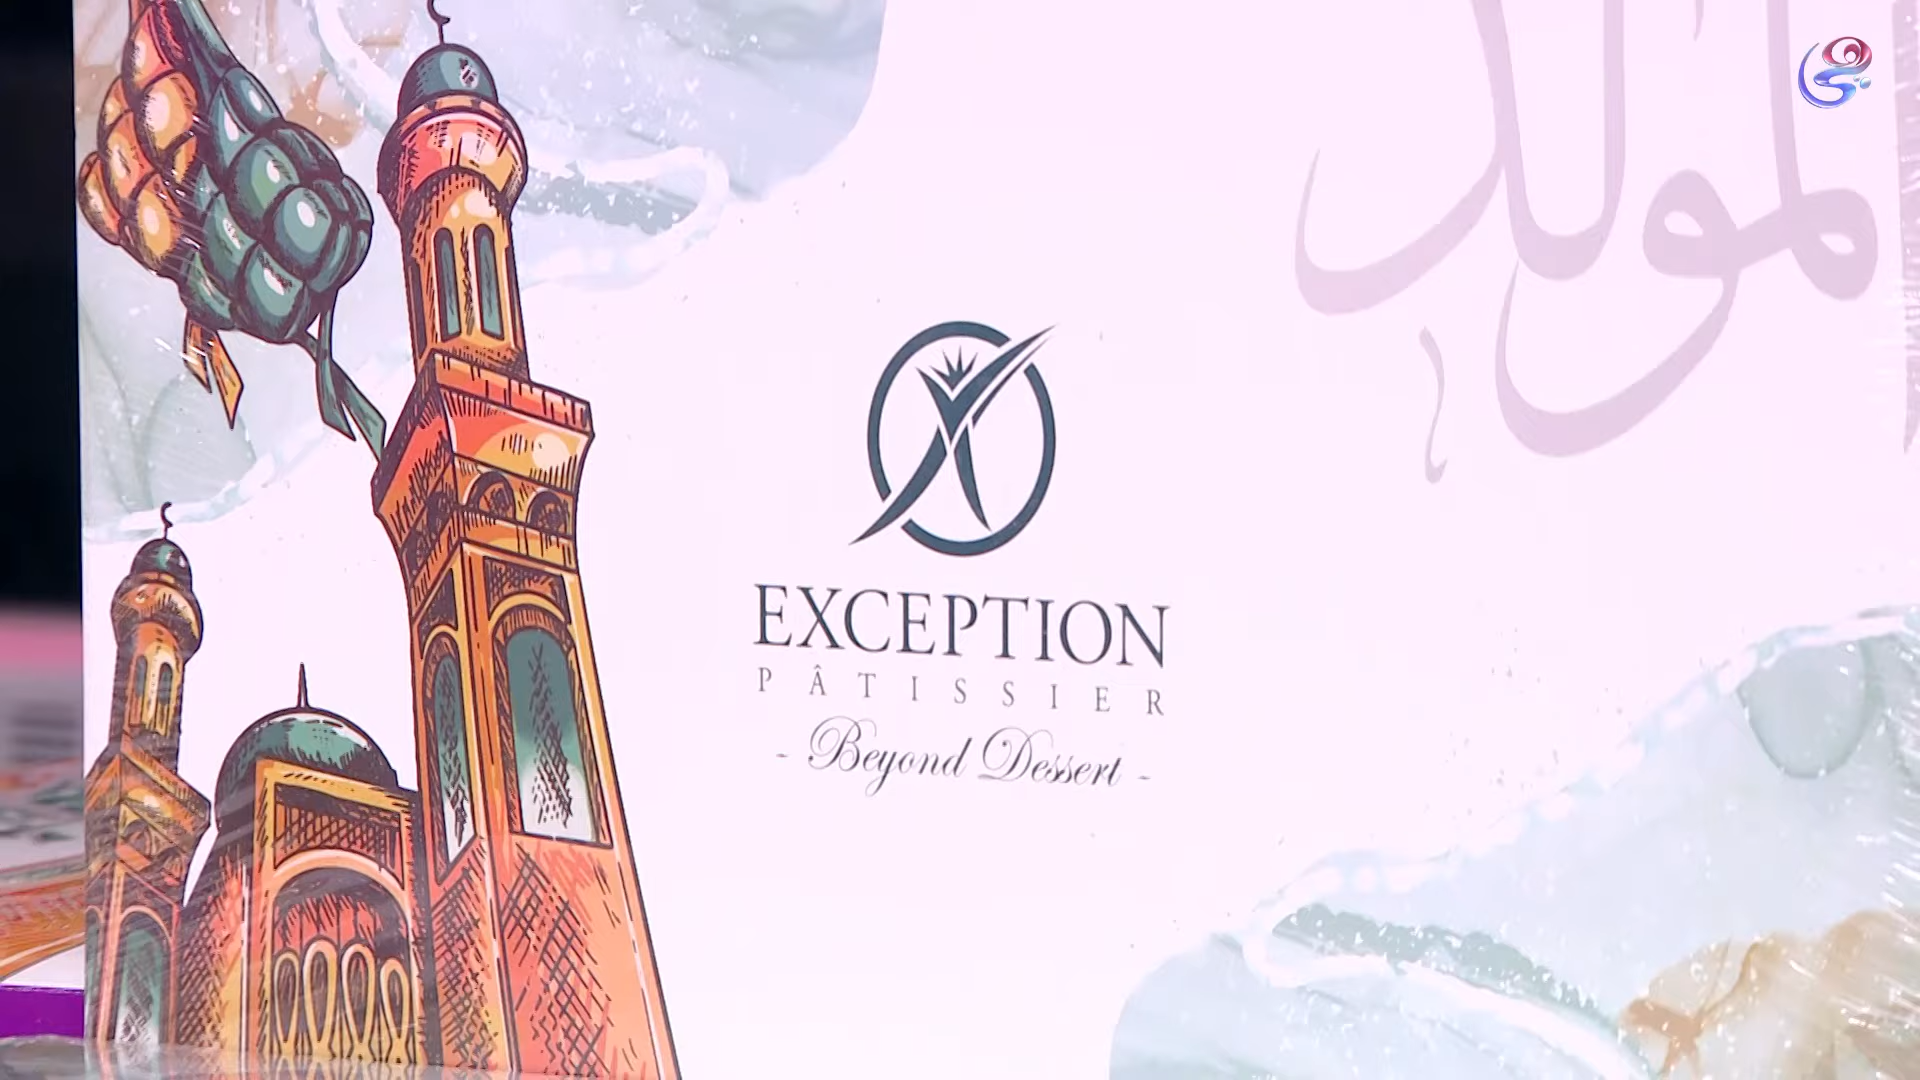 المولد
EXCEPTION
PÂTISSIER
- Beyond Dessert -